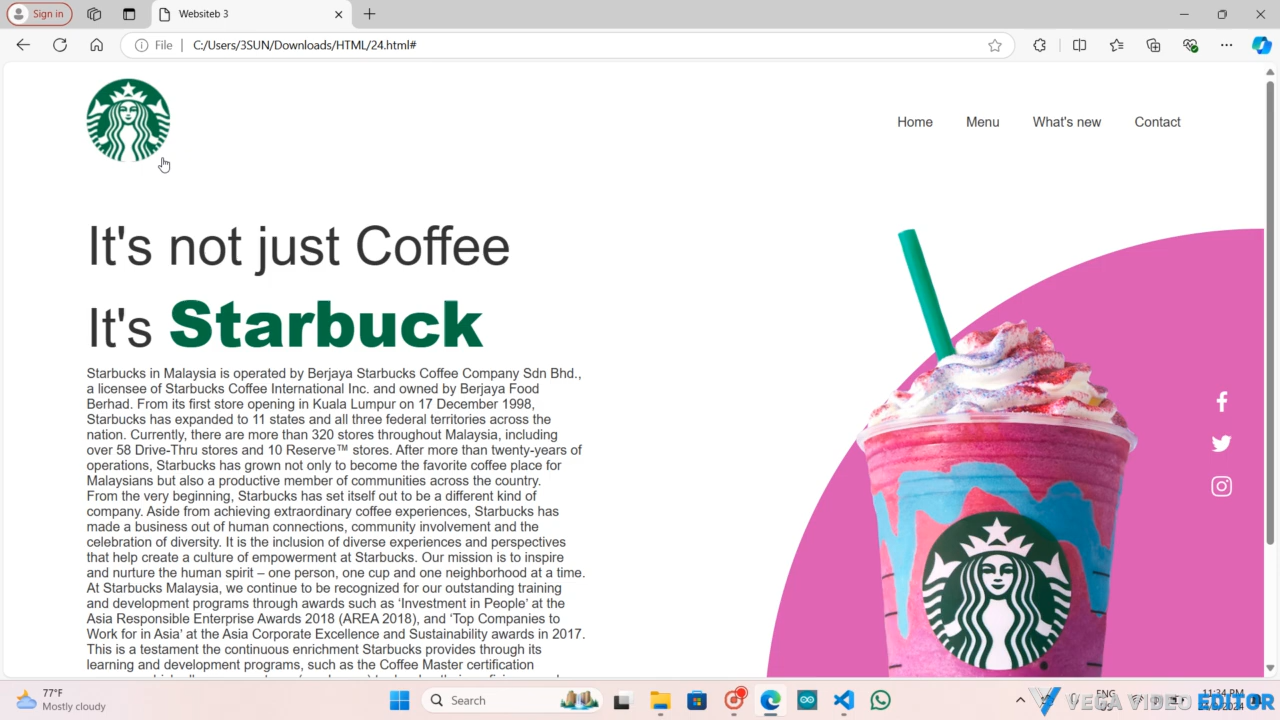 Sign in
Websiteb 3
File
C:/Users/3SUN/Downloads/HTML/24.html#
Home Menu What's new Contact
It's not just Coffee
It's Starbuck
Starbucks in Malaysia is operated by Berjaya Starbucks Coffee Company Sdn Bhd.,
a licensee of Starbucks Coffee International Inc. and owned by Berjaya Food
Berhad. From its first store opening in Kuala Lumpur on 17 December 1998,
Starbucks has expanded to 11 states and all three federal territories across the
nation. Currently, there are more than 320 stores throughout Malaysia, including
over 58 Drive-Thru stores and 10 Reserve™ stores. After more than twenty-years of
operations, Starbucks has grown not only to become the favorite coffee place for
Malaysians but also a productive member of communities across the country.
From the very beginning, Starbucks has set itself out to be a different kind of
company. Aside from achieving extraordinary coffee experiences, Starbucks has
made a business out of human connections, community involvement and the
celebration of diversity. It is the inclusion of diverse experiences and perspectives
that help create a culture of empowerment at Starbucks. Our mission is to inspire
and nurture the human spirit – one person, one cup and one neighborhood at a time.
At Starbucks Malaysia, we continue to be recognized for our outstanding training
and development programs through awards such as ‘Investment in People’ at the
Asia Responsible Enterprise Awards 2018 (AREA 2018), and ‘Top Companies to
Work for in Asia’ at the Asia Corporate Excellence and Sustainability awards in 2017.
This is a testament the continuous enrichment Starbucks provides through its
learning and development programs, such as the Coffee Master certification
77°F
Mostly cloudy
Search
ENG
VEGA VIDEO EDITOR